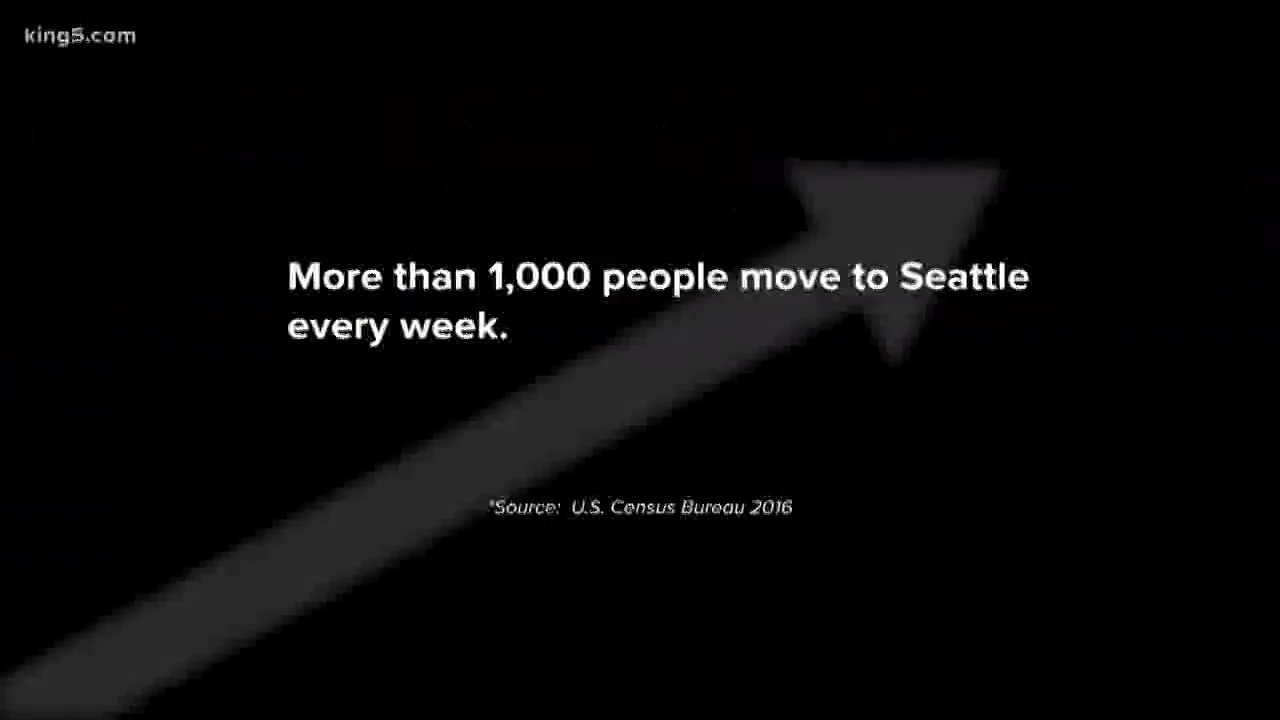 king5.com
More than 1,000 people move to Seattle
every week.
*Source: U.S. Census Bureau 2016